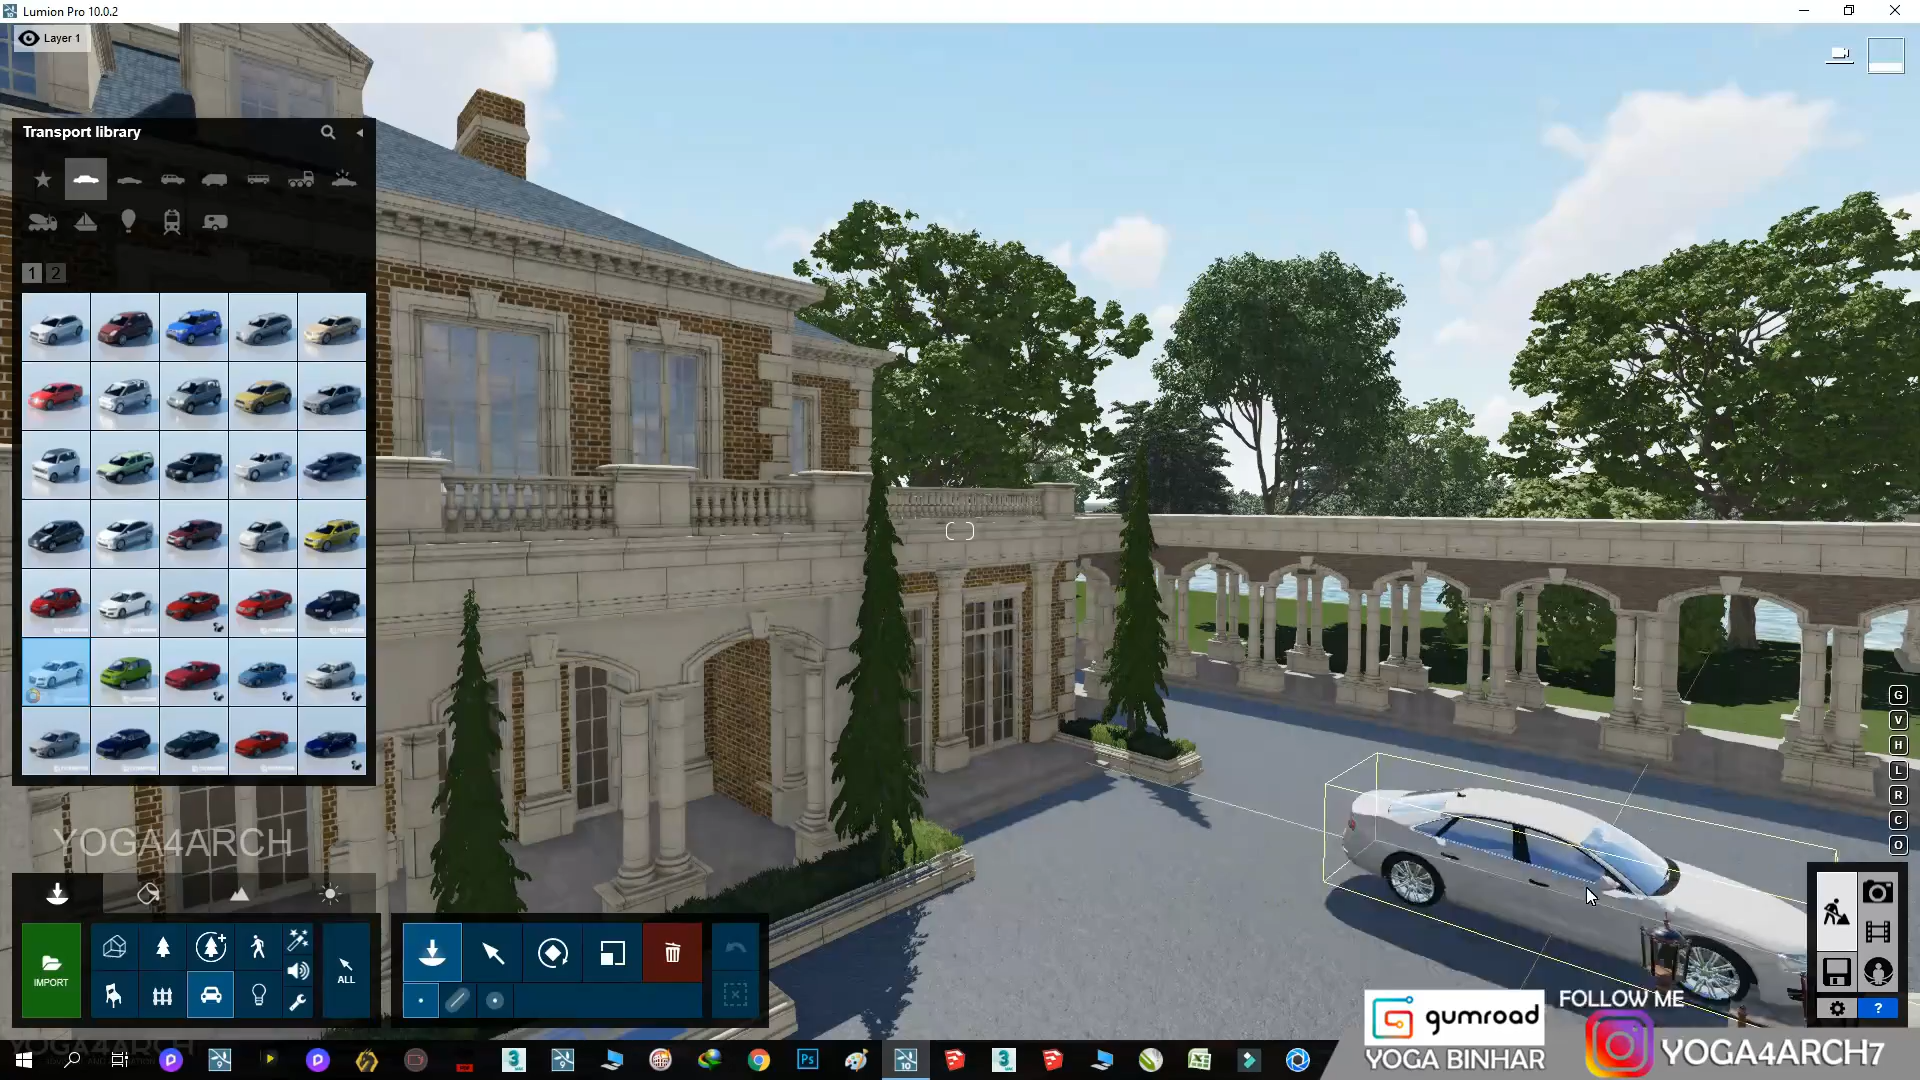 Lumion Pro 10.0.2
Layer 1
Transport library
1 2
G
V
H
L
R
C
O
YOGA4ARCH
IMPORT
ALL
?
gumroad
YOGA BINHAR
FOLLOW ME
YOGA4ARCH7
Ps